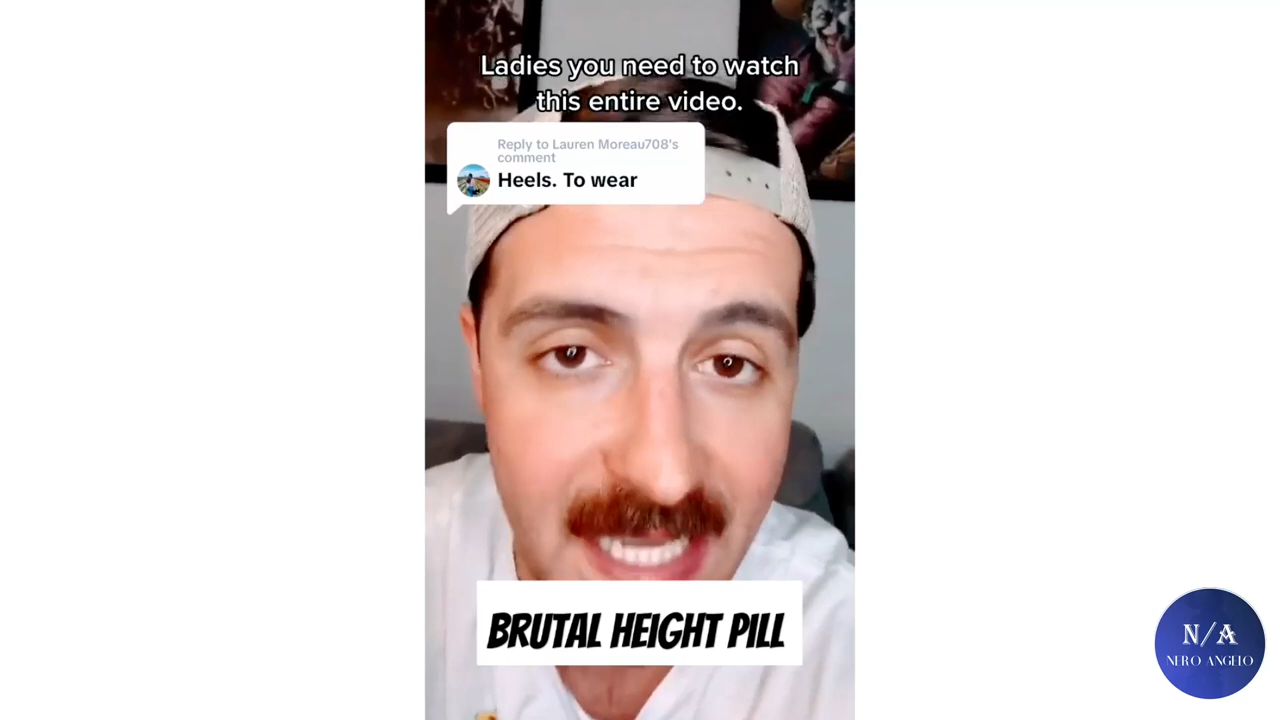 Ladies you need to watch
this entire video.
Reply to Lauren Moreau708's
comment
Heels. To wear
BRUTAL HEIGHT PILL
N/A
NERO ANGELO